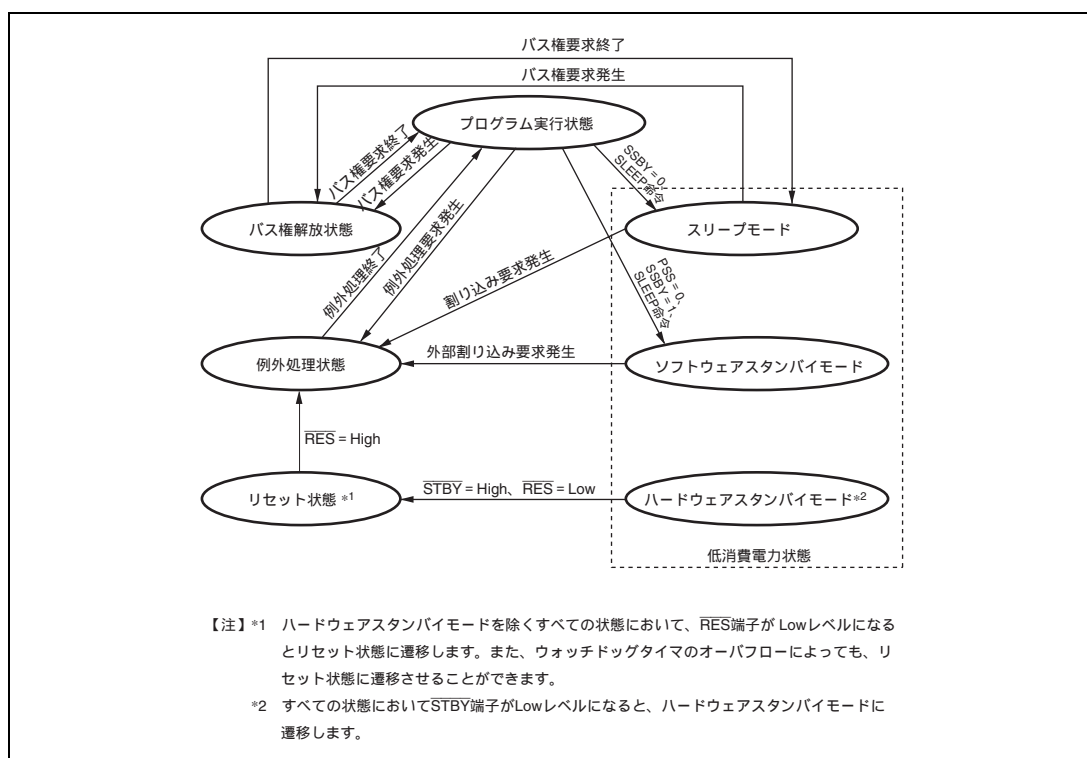 バス権要求終了
バス権要求発生
プログラム実行状態
バス権要求終了
バス権要求発生
SSBY = 0、
SLEEP命令
バス権解放状態
スリープモード
例外処理終了
例外処理要求発生
割り込み要求発生
PSS = 0、
SSBY = 1、
SLEEP命令
外部割り込み要求発生
例外処理状態
ソフトウェアスタンバイモード
RES = High
STBY = High、RES = Low
リセット状態 *1
ハードウェアスタンバイモード*2
低消費電力状態
【注】*1 ハードウェアスタンバイモードを除くすべての状態において、RES端子が Lowレベルになる
とリセット状態に遷移します。また、ウォッチドッグタイマのオーバフローによっても、リ
セット状態に遷移させることができます。
*2 すべての状態においてSTBY端子がLowレベルになると、ハードウェアスタンバイモードに
遷移します。